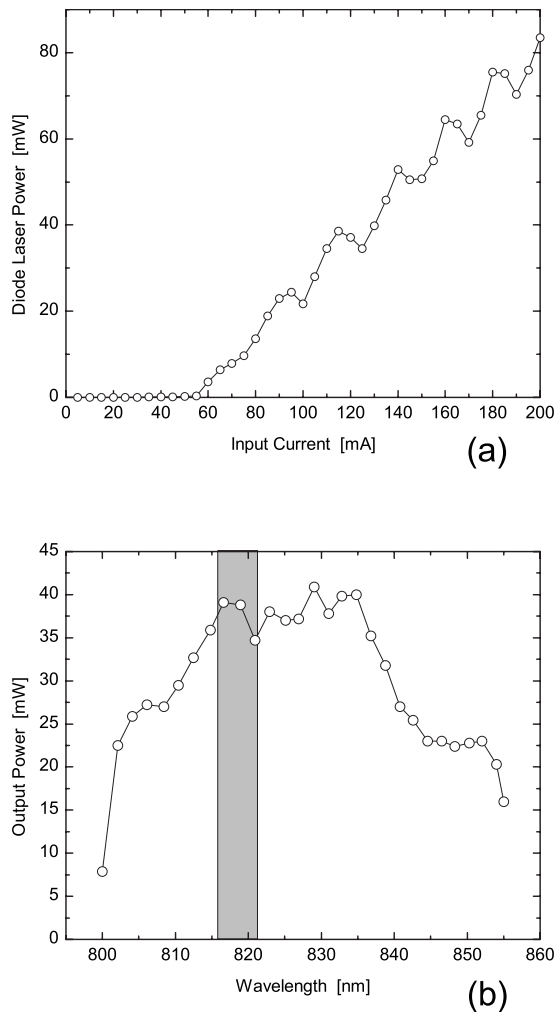 80
60
40
20
0
Diode Laser Power [mW]
0 20 40 60 80 100 120 140 160 180 200
Input Current [mA]
(a)
45
40
35
30
25
20
15
10
5
0
Output Power [mW]
800 810 820 830 840 850 860
Wavelength [nm]
(b)